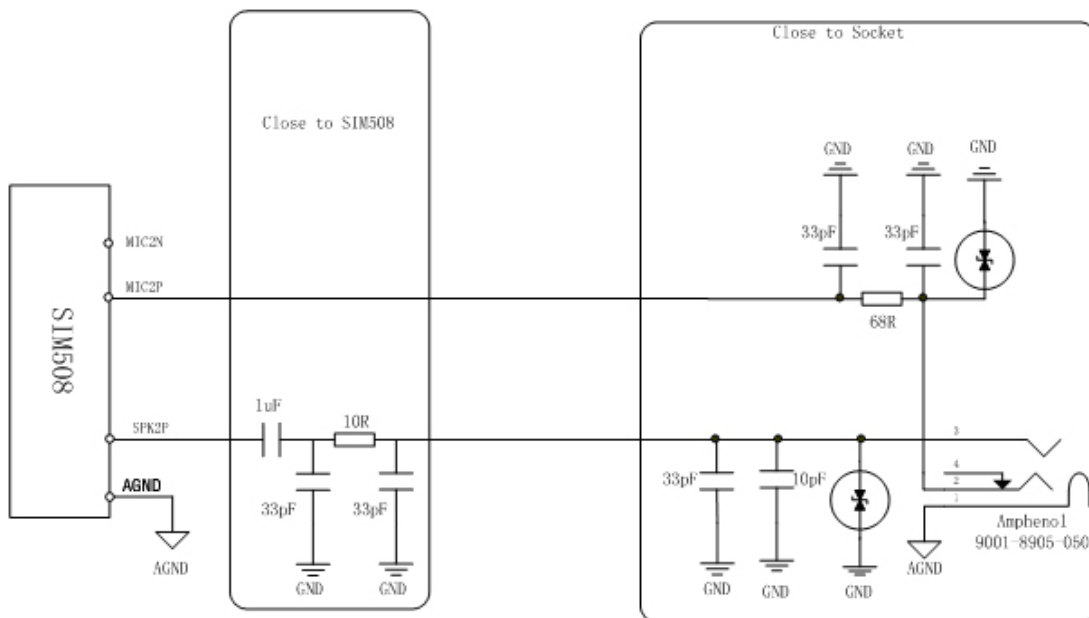 Close to Socket
Close to SIM508
GND
GND
GND
33pF
33pF
MIC2N
MIC2P
68R
SIM508
1uF
10R
SPK2P
3
4
2
1
AGND
33pF
33pF
33pF
10pF
Amphenol
9001-8905-050
AGND
GND
GND
GND
GND
GND
AGND